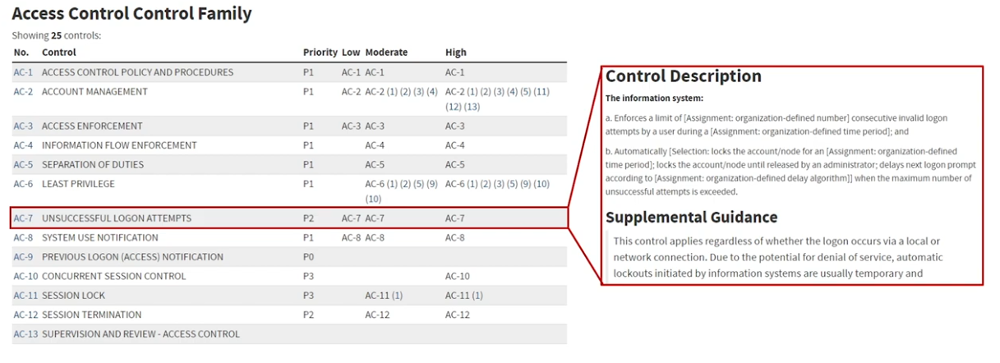 Access Control Control Family
Showing 25 controls:
No. Control Priority Low Moderate High
AC-1 ACCESS CONTROL POLICY AND PROCEDURES P1 AC-1 AC-1 AC-1
AC-2 ACCOUNT MANAGEMENT P1 AC-2 AC-2 (1) (2) (3) (4) AC-2 (1) (2) (3) (4) (5) (11)
(12) (13)
AC-3 ACCESS ENFORCEMENT P1 AC-3 AC-3 AC-3
AC-4 INFORMATION FLOW ENFORCEMENT P1 AC-4 AC-4
AC-5 SEPARATION OF DUTIES P1 AC-5 AC-5
AC-6 LEAST PRIVILEGE P1 AC-6 (1) (2) (5) (9) AC-6 (1) (2) (3) (5) (9) (10)
(10)
AC-7 UNSUCCESSFUL LOGON ATTEMPTS P2 AC-7 AC-7 AC-7
AC-8 SYSTEM USE NOTIFICATION P1 AC-8 AC-8 AC-8
AC-9 PREVIOUS LOGON (ACCESS) NOTIFICATION P0
AC-10 CONCURRENT SESSION CONTROL P3 AC-10
AC-11 SESSION LOCK P3 AC-11 (1) AC-11 (1)
AC-12 SESSION TERMINATION P2 AC-12 AC-12
AC-13 SUPERVISION AND REVIEW - ACCESS CONTROL
Control Description
The information system:
a. Enforces a limit of [Assignment: organization-defined number] consecutive invalid logon
attempts by a user during a [Assignment: organization-defined time period]; and
b. Automatically [Selection: locks the account/node for an [Assignment: organization-defined
time period]; locks the account/node until released by an administrator; delays next logon prompt
according to [Assignment: organization-defined delay algorithm]] when the maximum number of
unsuccessful attempts is exceeded.
Supplemental Guidance
This control applies regardless of whether the logon occurs via a local or
network connection. Due to the potential for denial of service, automatic
lockouts initiated by information systems are usually temporary and